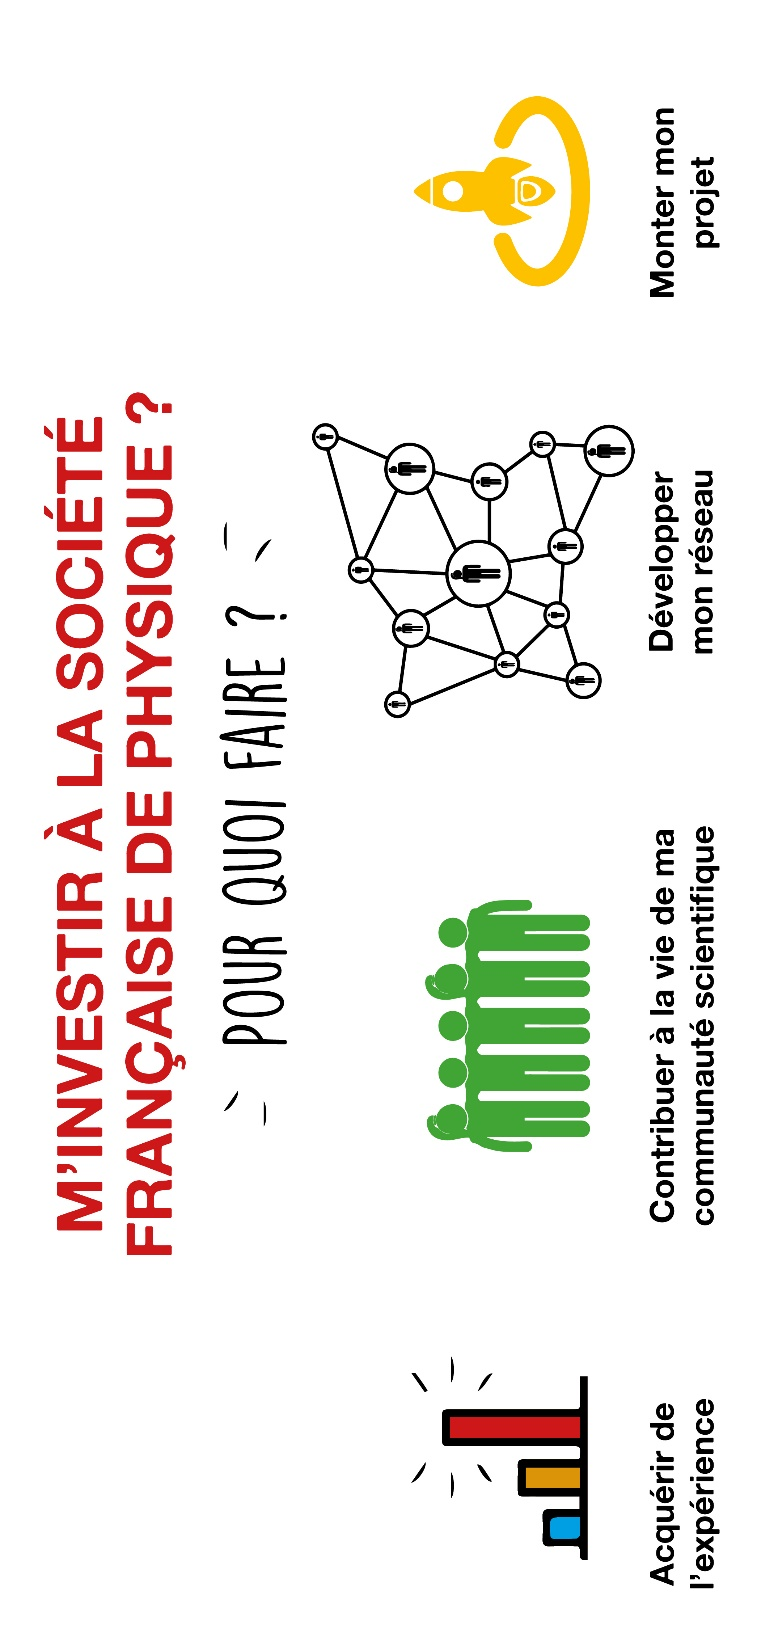 M’INVESTIR À LA SOCIÉTÉ
FRANÇAISE DE PHYSIQUE ?
POUR QUOI FAIRE ?
Acquérir de
l’expérience
Contribuer à la vie de ma
communauté scientifique
Développer
mon réseau
Monter mon
projet